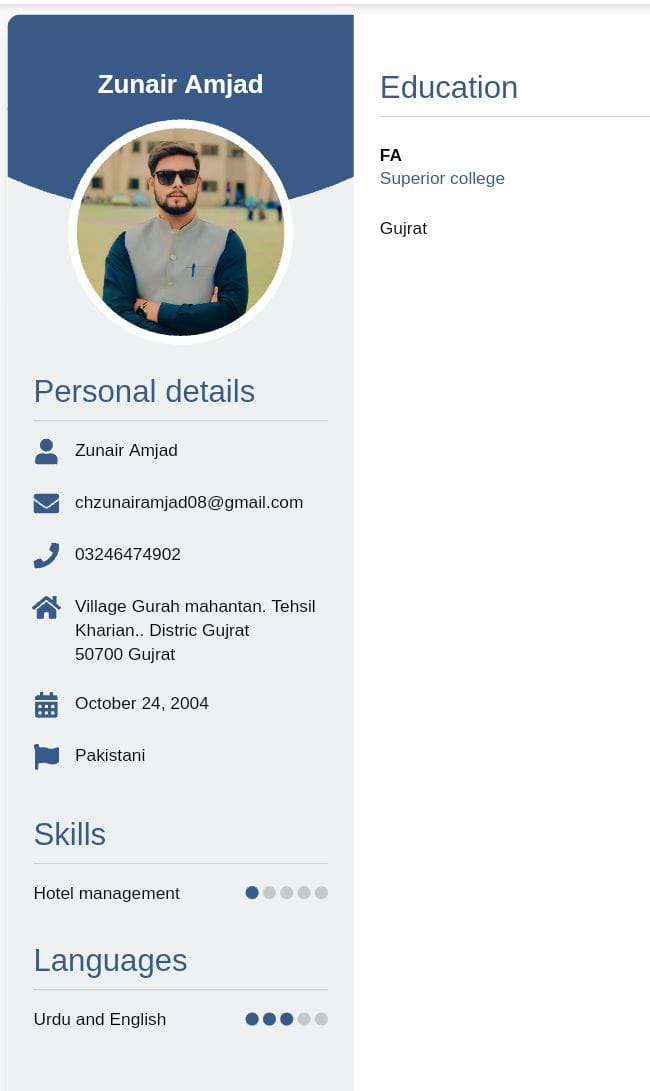 Zunair Amjad
Personal details
Zunair Amjad
chzunairamjad08@gmail.com
03246474902
Village Gurah mahantan. Tehsil
Kharian.. Distric Gujrat
50700 Gujrat
October 24, 2004
Pakistani
Skills
Hotel management
Languages
Urdu and English
Education
FA
Superior college
Gujrat